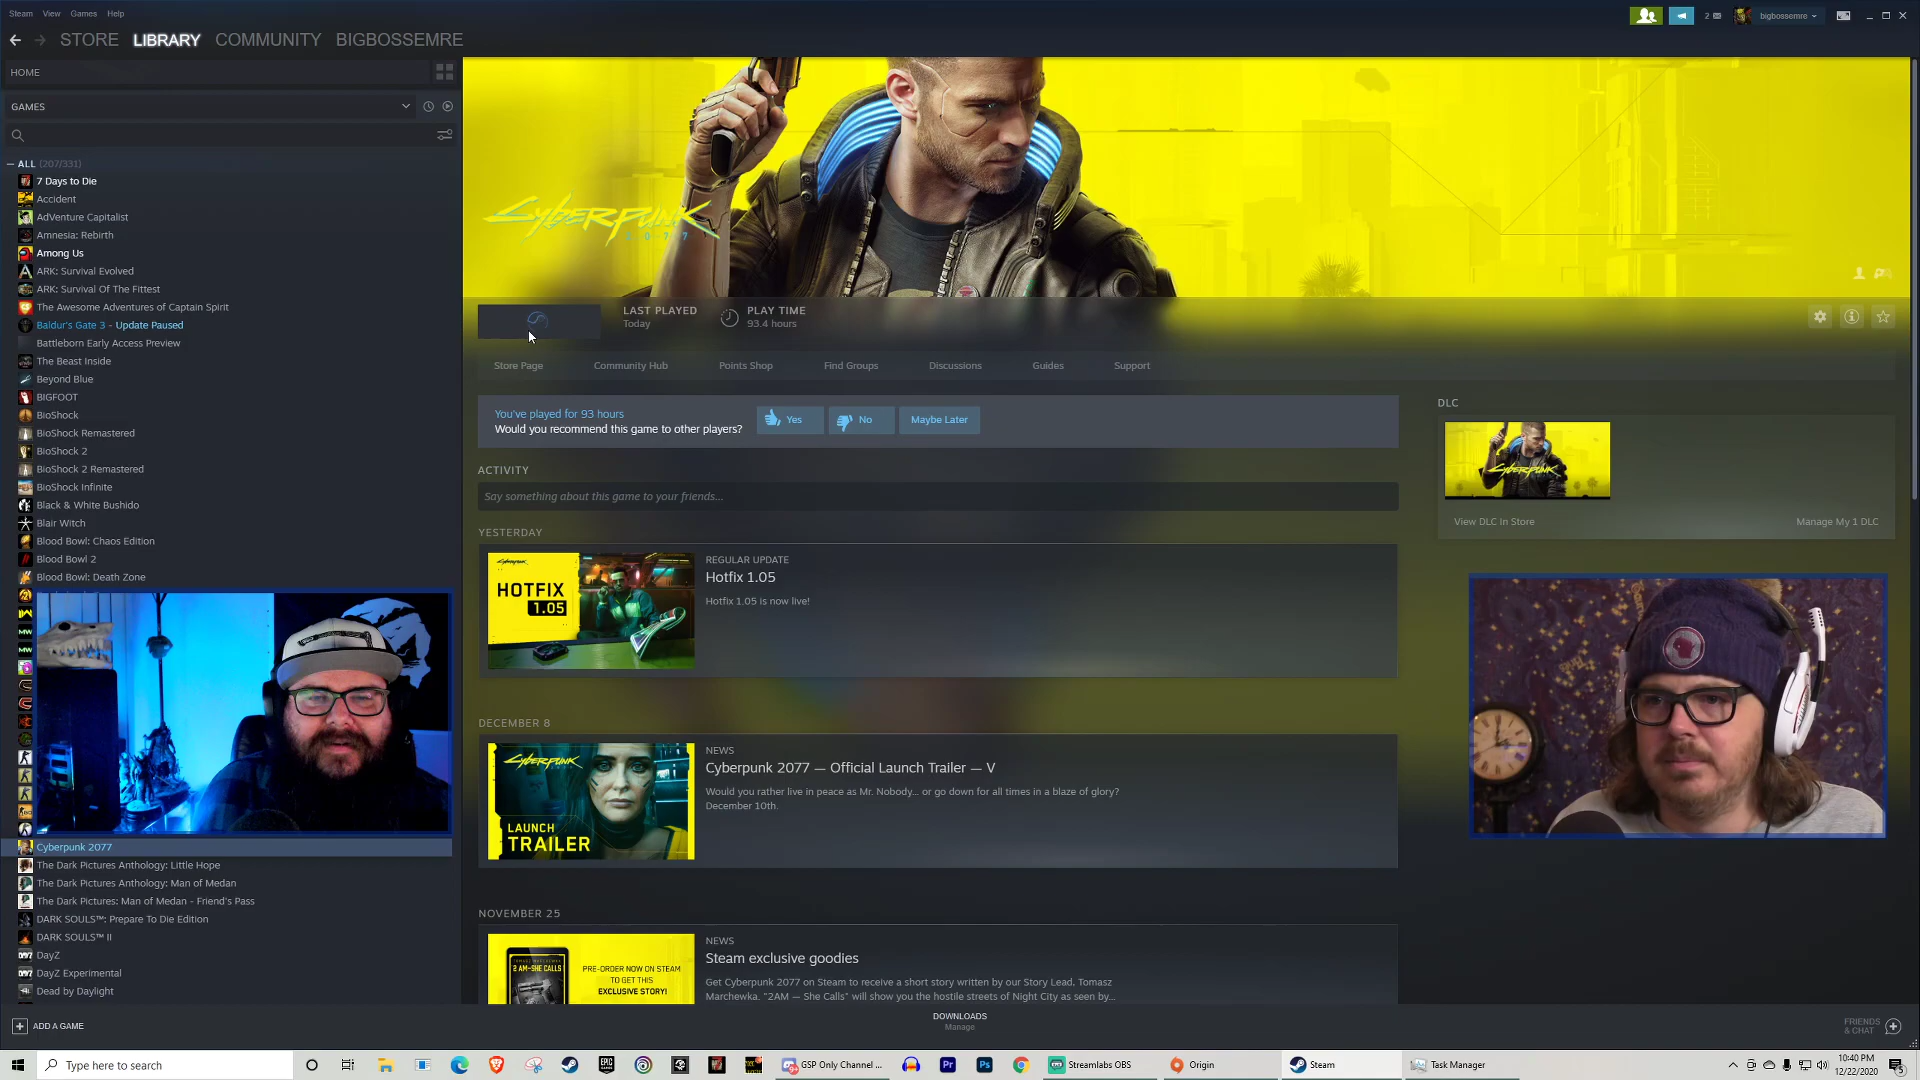 Steam View Games Help
2
bigbossemre
STORE LIBRARY COMMUNITY BIGBOSSEMRE
HOME
GAMES
ALL (207/331)
7 Days to Die
Accident
AdVenture Capitalist
Amnesia: Rebirth
Among Us
ARK: Survival Evolved
ARK: Survival Of The Fittest
The Awesome Adventures of Captain Spirit
Baldur's Gate 3 - Update Paused
Battleborn Early Access Preview
The Beast Inside
Beyond Blue
BIGFOOT
BioShock
BioShock Remastered
BioShock 2
BioShock 2 Remastered
BioShock Infinite
Black & White Bushido
Blair Witch
Blood Bowl: Chaos Edition
Blood Bowl 2
Blood Bowl: Death Zone
Cyberpunk 2077
The Dark Pictures Anthology: Little Hope
The Dark Pictures Anthology: Man of Medan
The Dark Pictures: Man of Medan - Friend's Pass
DARK SOULS™: Prepare To Die Edition
DARK SOULS™ II
DayZ
DayZ Experimental
Dead by Daylight
ADD A GAME
CYBERPUNK
2077
LAST PLAYED
Today
PLAY TIME
93.4 hours
Store Page Community Hub Points Shop Find Groups Discussions Guides Support
You've played for 93 hours
Would you recommend this game to other players?
Yes No Maybe Later
ACTIVITY
Say something about this game to your friends...
YESTERDAY
HOTFIX
1.05
REGULAR UPDATE
Hotfix 1.05
Hotfix 1.05 is now live!
DECEMBER 8
CYBERPUNK
LAUNCH
TRAILER
NEWS
Cyberpunk 2077 — Official Launch Trailer — V
Would you rather live in peace as Mr. Nobody... or go down for all times in a blaze of glory?
December 10th.
NOVEMBER 25
2 AM-SHE CALLS
PRE-ORDER NOW ON STEAM
TO GET THIS
EXCLUSIVE STORY!
NEWS
Steam exclusive goodies
Get Cyberpunk 2077 on Steam to receive a short story written by our Story Lead, Tomasz
Marchewka. "2AM — She Calls" will show you the hostile streets of Night City as seen by...
DLC
CYBERPUNK
View DLC In Store
Manage My 1 DLC
DOWNLOADS
Manage
FRIENDS
& CHAT
Type here to search
GSP Only Channel ...
Streamlabs OBS
Origin
Steam
Task Manager
10:40 PM
12/22/2020